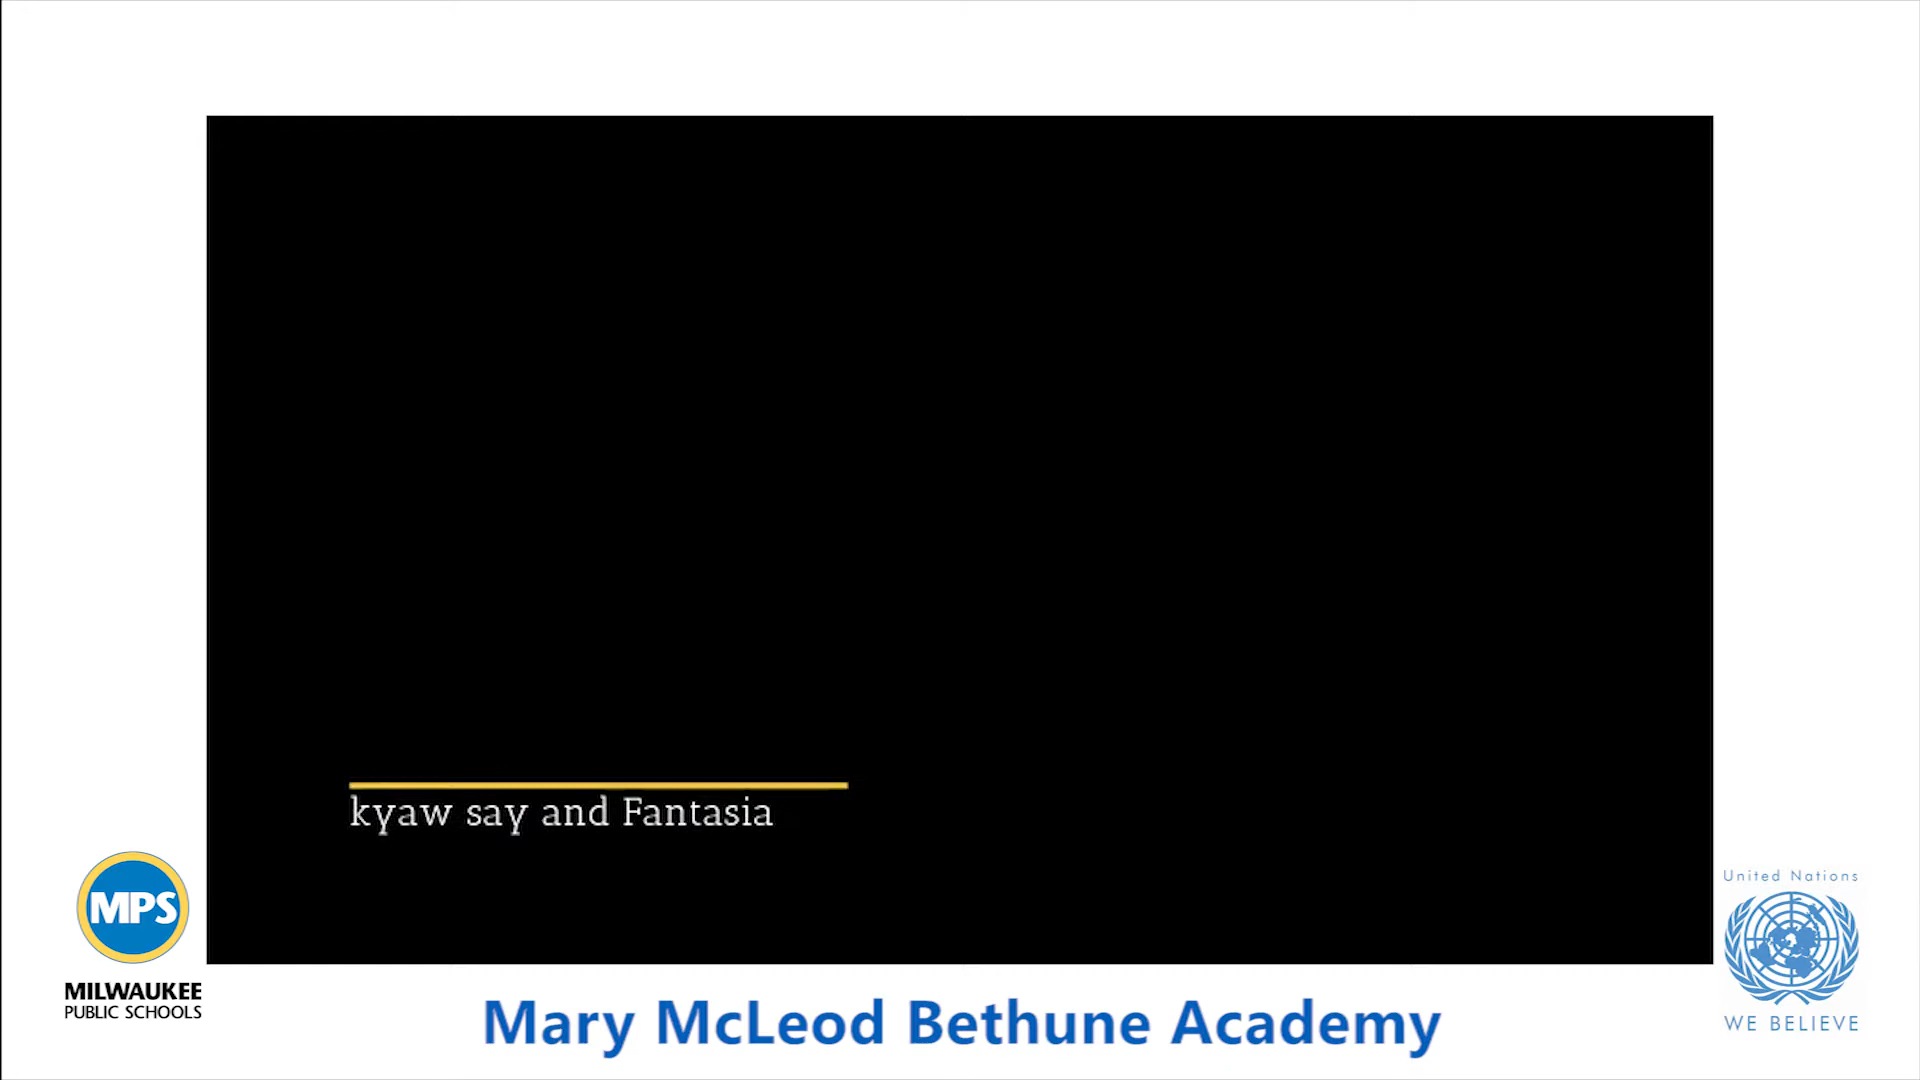 kyaw say and Fantasia
MPS
MILWAUKEE
PUBLIC SCHOOLS
United Nations
WE BELIEVE
Mary McLeod Bethune Academy